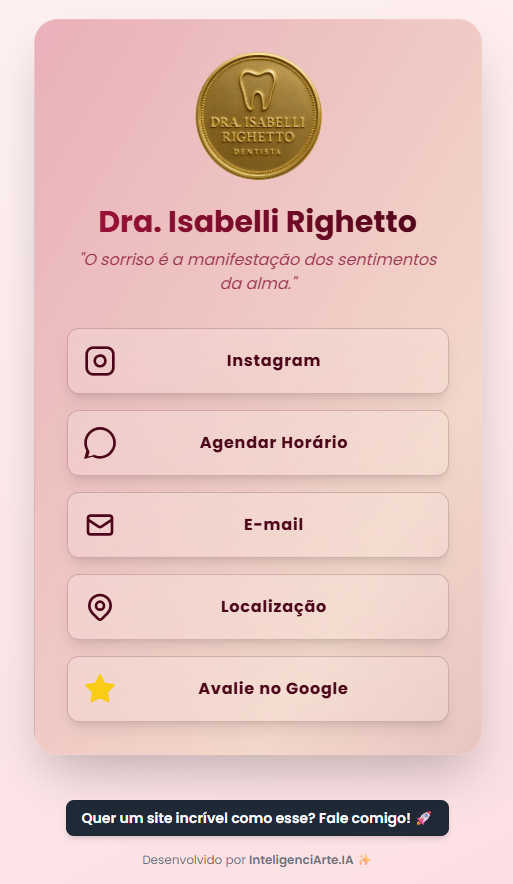 DRA. ISABELLI
RIGHETTO
DENTISTA
Dra. Isabelli Righetto
"O sorriso é a manifestação dos sentimentos
da alma."
Instagram
Agendar Horário
E-mail
Localização
Avalie no Google
Quer um site incrível como esse? Fale comigo! 🚀
Desenvolvido por InteligenciArte.IA ✨